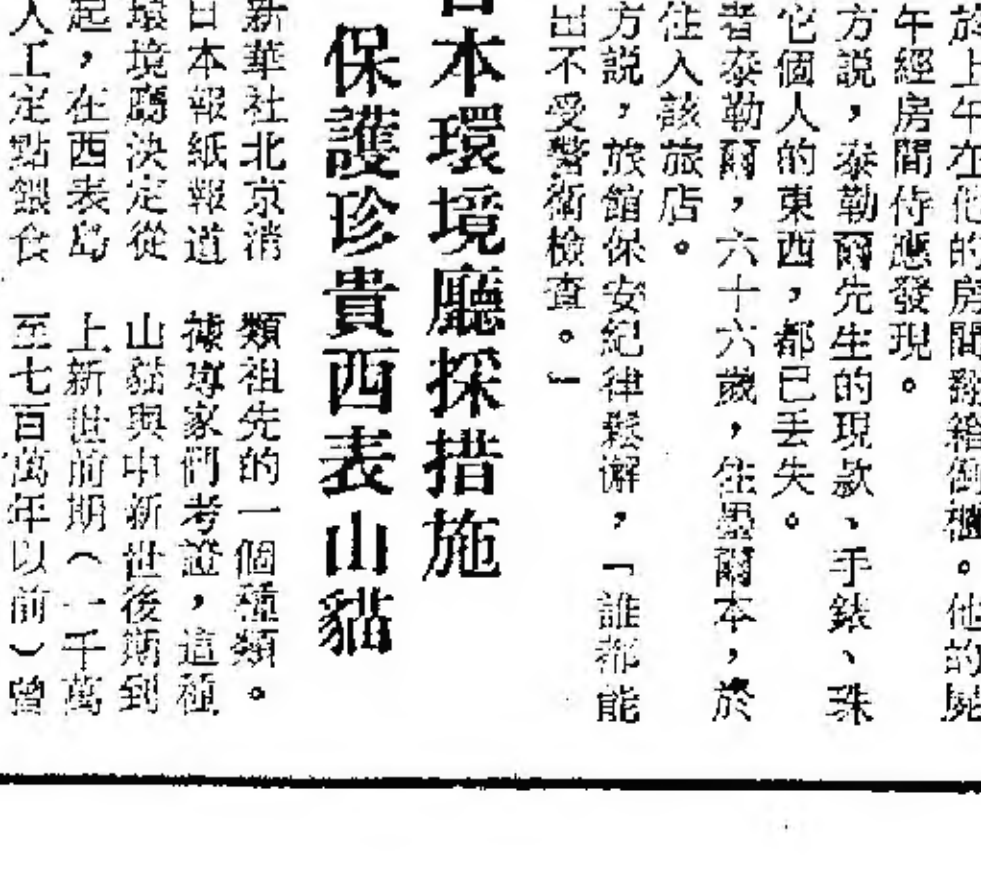 於上午在他的房間發給倒櫃。他的屍
午經房間侍應發現。
方説，泰勒爾先生的現款、手錶、珠
它個人的東西，都已丟失。
者泰勒爾，六十六歲，住墨爾本，於
住入該旅店。
方説，旅館保安紀律鬆懈，「誰都能
出不受警衛檢查。」
日本環境廳採措施
保護珍貴西表山貓
新華社北京消
日本報紙報道
環境廳決定從
起，在西表島
人工定點餵食
類祖先的一個種類。
據專家們考證，這種
山貓與中新世後期到
上新世前期（一千萬
至七百萬年以前）曾